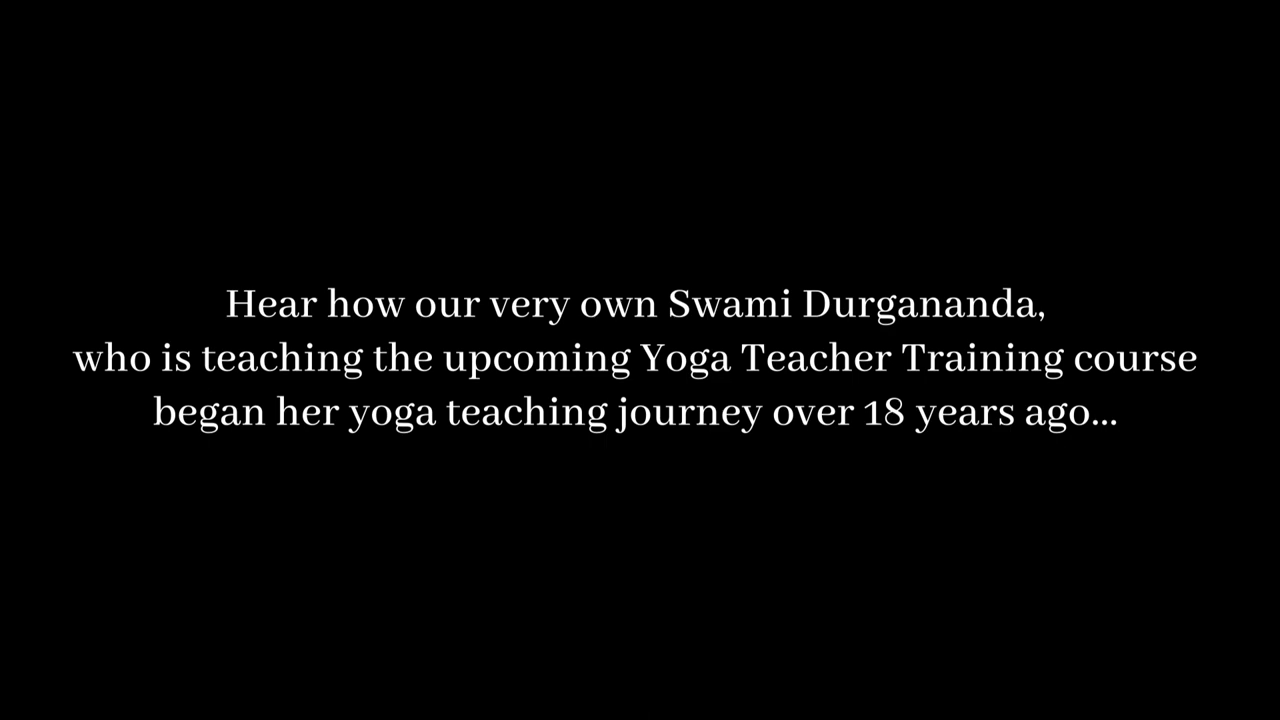 Hear how our very own Swami Durgananda,
who is teaching the upcoming Yoga Teacher Training course
began her yoga teaching journey over 18 years ago...